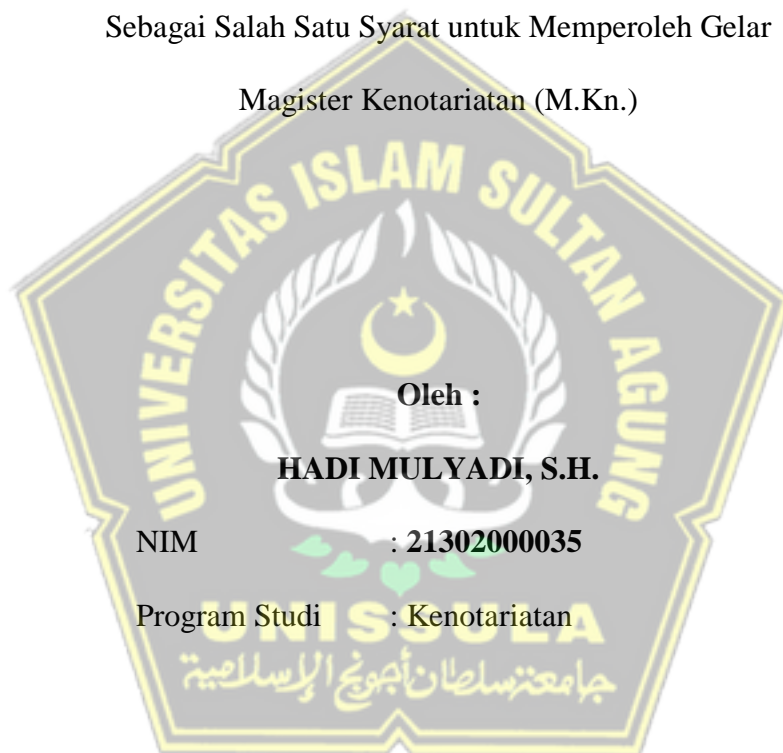 Sebagai Salah Satu Syarat untuk Memperoleh Gelar
Magister Kenotariatan (M.Kn.)
UNIVERSITAS ISLAM SULTAN AGUNG
Oleh :
HADI MULYADI, S.H.
NIM : 21302000035
Program Studi : Kenotariatan
UNISSULA
جامعة سلطان أجونج الإسلامية